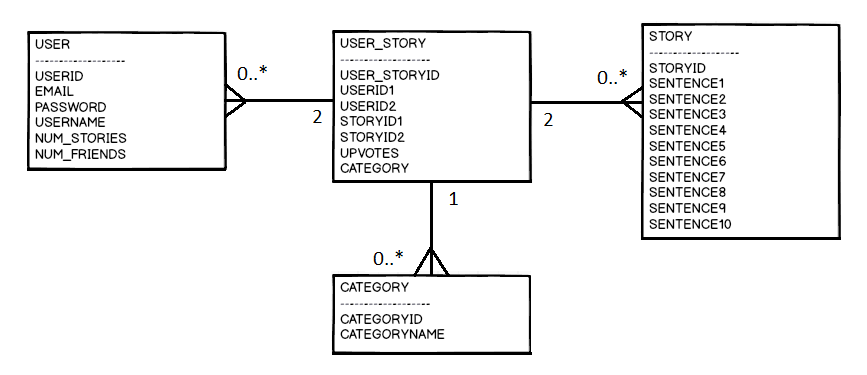 USER
--------------------
USERID
EMAIL
PASSWORD
USERNAME
NUM_STORIES
NUM_FRIENDS
0..*
2
USER_STORY
--------------------
USER_STORYID
USERID1
USERID2
STORYID1
STORYID2
UPVOTES
CATEGORY
2
0..*
STORY
--------------------
STORYID
SENTENCE1
SENTENCE2
SENTENCE3
SENTENCE4
SENTENCE5
SENTENCE6
SENTENCE7
SENTENCE8
SENTENCE9
SENTENCE10
1
0..*
CATEGORY
--------------------
CATEGORYID
CATEGORYNAME